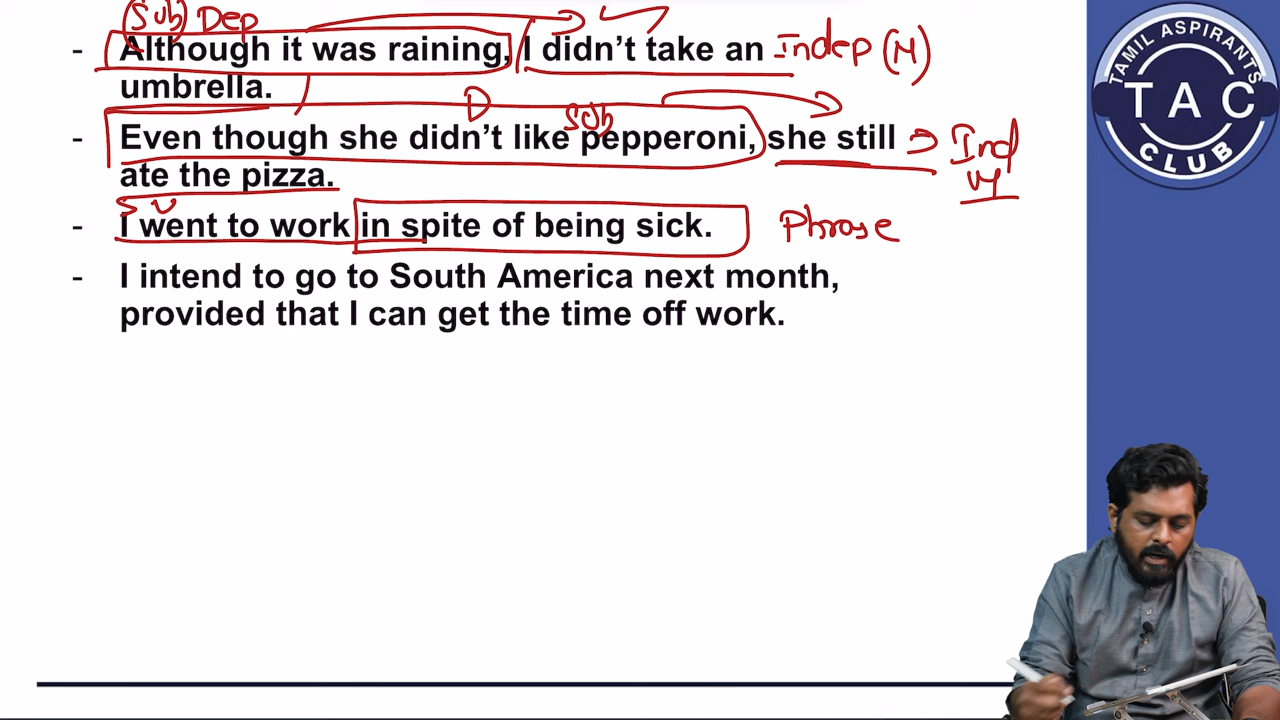 (Sub) Dep
- Although it was raining, I didn't take an Indep (M)
umbrella.
D Sub
- Even though she didn't like pepperoni, she still Ind
ate the pizza.
S V
- I went to work in spite of being sick. Phrase
- I intend to go to South America next month,
provided that I can get the time off work.
TAMIL ASPIRANTS
TAC
CLUB